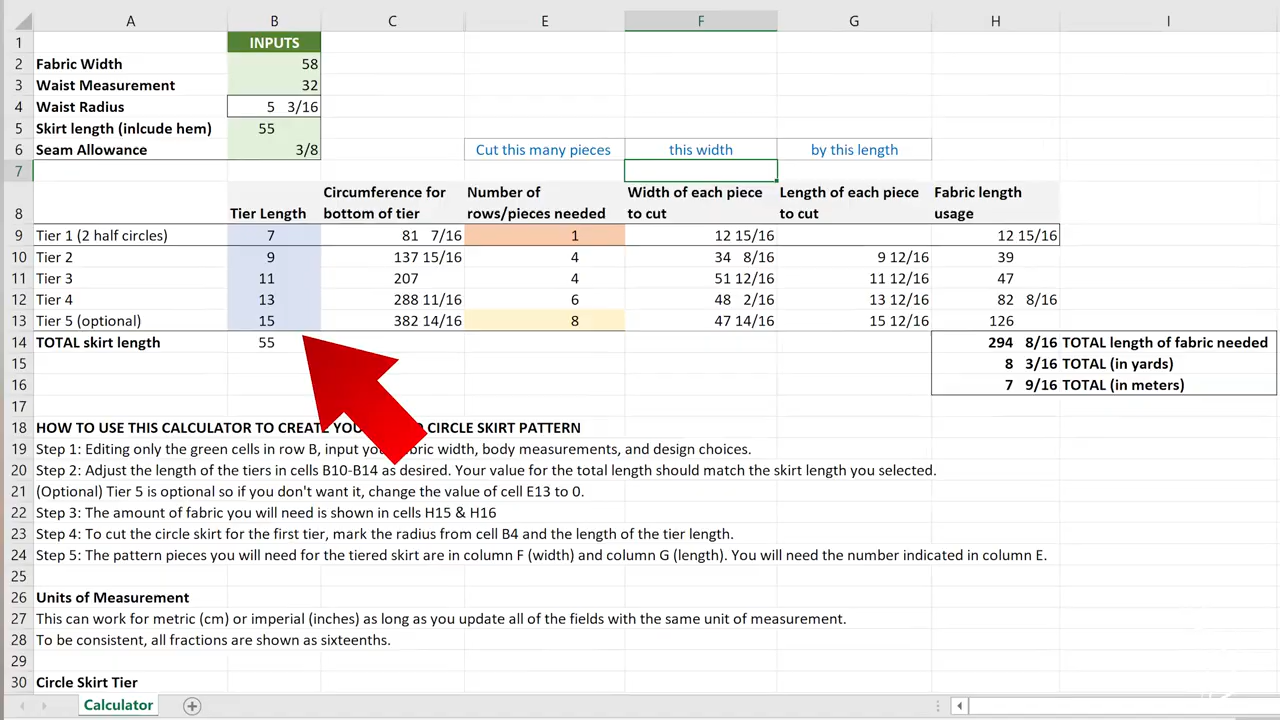 A B C E F G H I
1 INPUTS
2 Fabric Width 58
3 Waist Measurement 32
4 Waist Radius 5 3/16
5 Skirt length (inlcude hem) 55
6 Seam Allowance 3/8 Cut this many pieces this width by this length
7
Circumference for Number of Width of each piece Length of each piece Fabric length
8 Tier Length bottom of tier rows/pieces needed to cut to cut usage
9 Tier 1 (2 half circles) 7 81 7/16 1 12 15/16 12 15/16
10 Tier 2 9 137 15/16 4 34 8/16 9 12/16 39
11 Tier 3 11 207 4 51 12/16 11 12/16 47
12 Tier 4 13 288 11/16 6 48 2/16 13 12/16 82 8/16
13 Tier 5 (optional) 15 382 14/16 8 47 14/16 15 12/16 126
14 TOTAL skirt length 55 294 8/16 TOTAL length of fabric needed
15 8 3/16 TOTAL (in yards)
16 7 9/16 TOTAL (in meters)
17
18 HOW TO USE THIS CALCULATOR TO CREATE YOU D CIRCLE SKIRT PATTERN
19 Step 1: Editing only the green cells in row B, input you bric width, body measurements, and design choices.
20 Step 2: Adjust the length of the tiers in cells B10-B14 as desired. Your value for the total length should match the skirt length you selected.
21 (Optional) Tier 5 is optional so if you don't want it, change the value of cell E13 to 0.
22 Step 3: The amount of fabric you will need is shown in cells H15 & H16
23 Step 4: To cut the circle skirt for the first tier, mark the radius from cell B4 and the length of the tier length.
24 Step 5: The pattern pieces you will need for the tiered skirt are in column F (width) and column G (length). You will need the number indicated in column E.
25
26 Units of Measurement
27 This can work for metric (cm) or imperial (inches) as long as you update all of the fields with the same unit of measurement.
28 To be consistent, all fractions are shown as sixteenths.
29
30 Circle Skirt Tier
Calculator